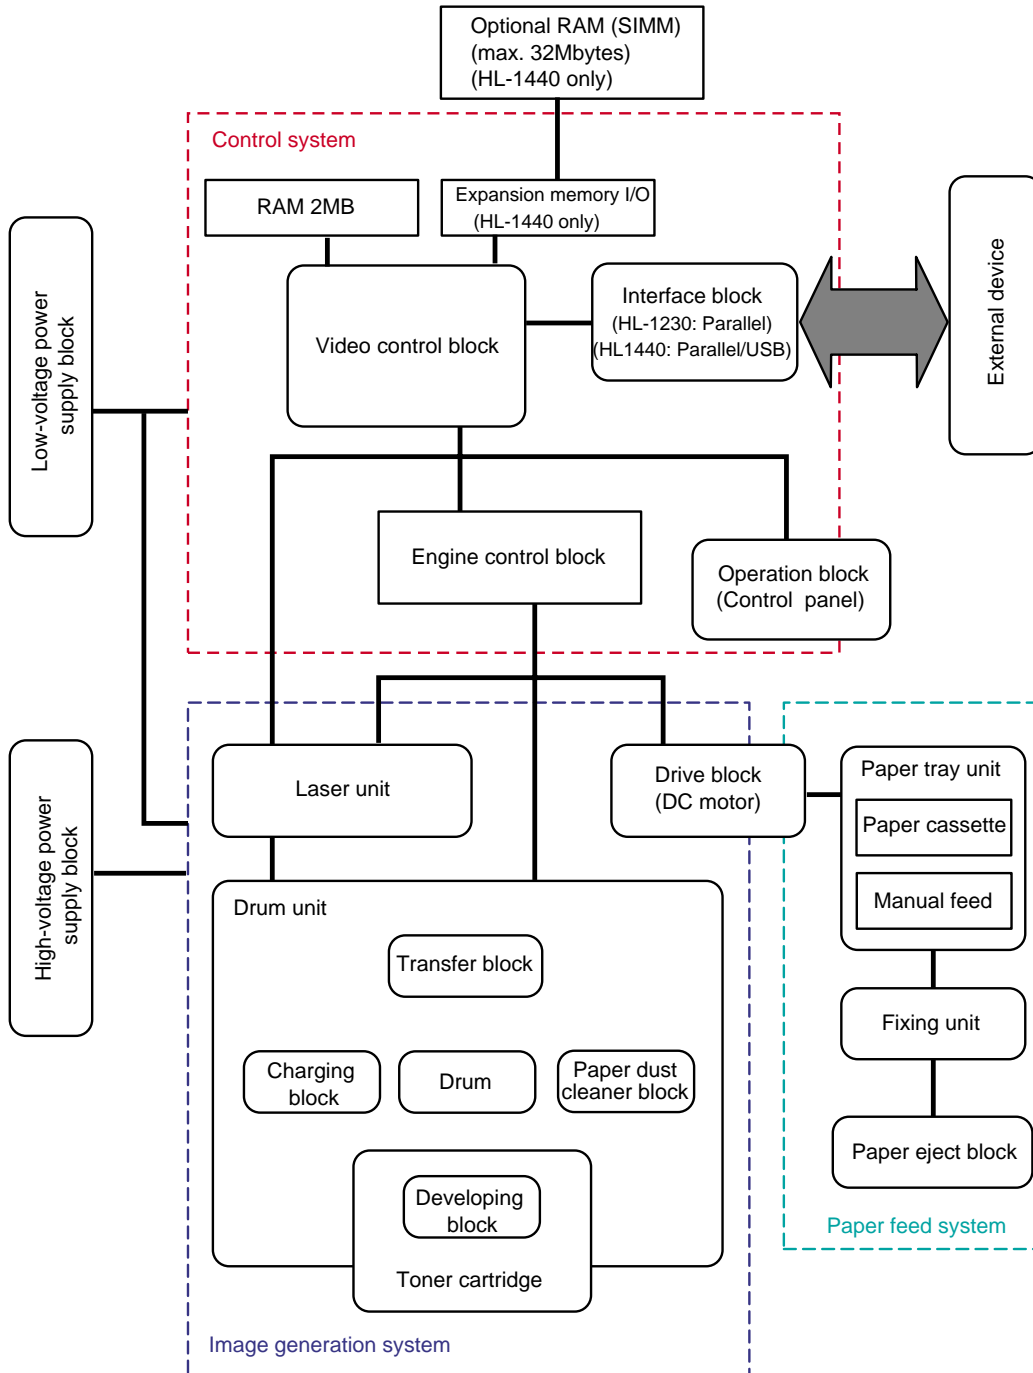 Optional RAM (SIMM)
(max. 32Mbytes)
(HL-1440 only)
Control system
RAM 2MB
Expansion memory I/O
(HL-1440 only)
Low-voltage power
supply block
Video control block
Interface block
(HL-1230: Parallel)
(HL1440: Parallel/USB)
External device
Engine control block
Operation block
(Control panel)
High-voltage power
supply block
Laser unit
Drive block
(DC motor)
Paper tray unit
Paper cassette
Manual feed
Drum unit
Transfer block
Charging
block
Drum
Paper dust
cleaner block
Fixing unit
Developing
block
Toner cartridge
Paper eject block
Paper feed system
Image generation system